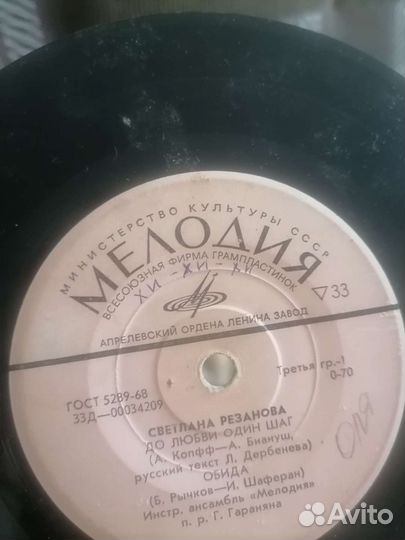 МИНИСТЕРСТВО КУЛЬТУРЫ СССР
МЕЛОДИЯ
ВСЕСОЮЗНАЯ ФИРМА ГРАМПЛАСТИНОК
ХИ-ХИ-ХИ
33
АПРЕЛЕВСКИЙ ОРДЕНА ЛЕНИНА ЗАВОД
ГОСТ 5289-68
33Д—00034209
Третья гр.-1
0-70
СВЕТЛАНА РЕЗАНОВА
ДО ЛЮБВИ ОДИН ШАГ
(А. Копфф—А. Биануш,
русский текст Л. Дербенева)
ОБИДА
(Б. Рычков—И. Шаферан)
Инстр. ансамбль «Мелодия»
п. р. Г. Гараняна
Оля
Avito